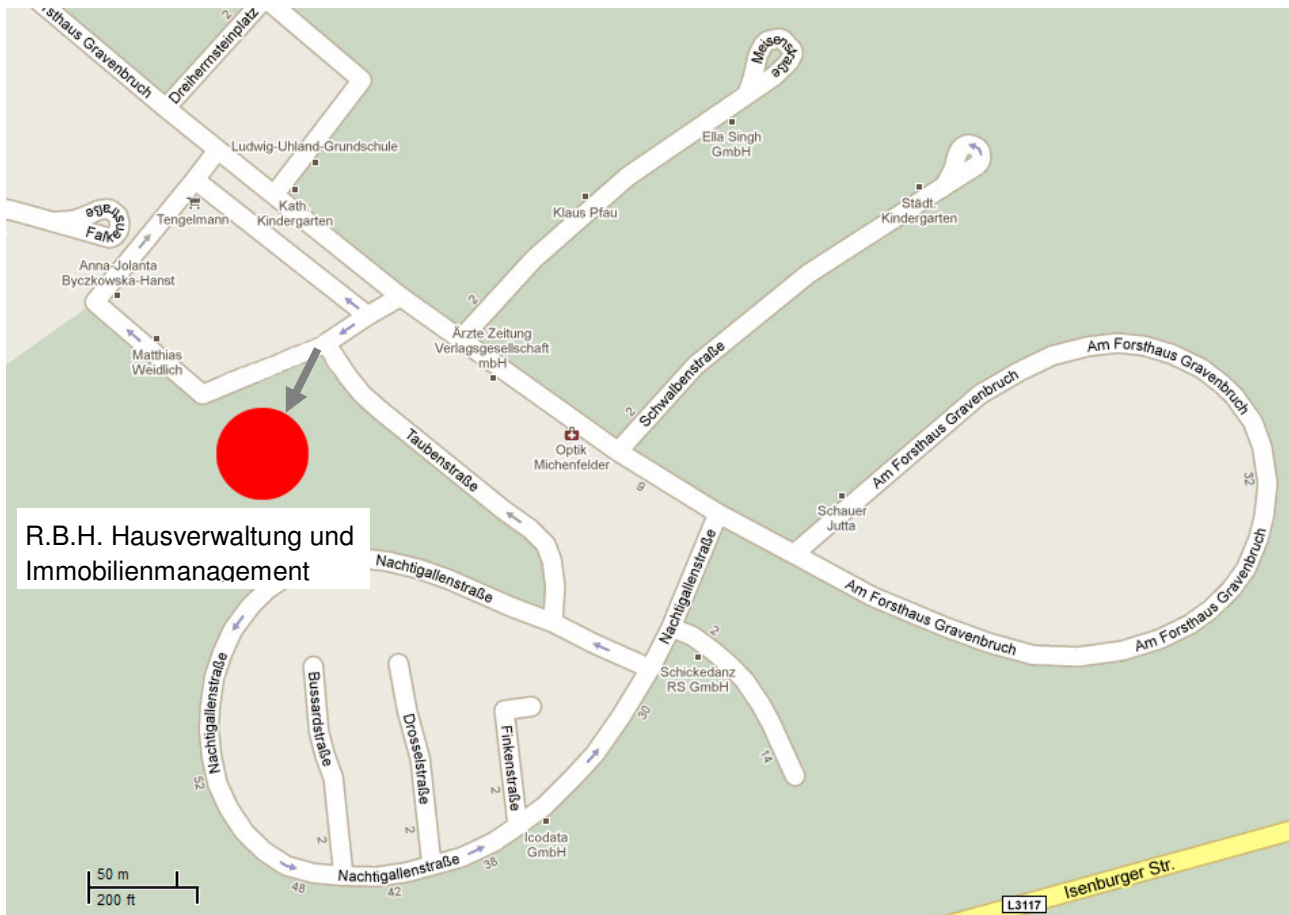 Forsthaus Gravenbruch
2
Dreiherrnsteinplatz
Meisenstraße
Ella Singh
GmbH
Ludwig-Uhland-Grundschule
Kath.
Kindergarten
Tengelmann
Klaus Pfau
Städt.
Kindergarten
Falkenstraße
Anna-Jolanta
Byczkowska-Hanst
Matthias
Weidlich
2
Ärzte Zeitung
Verlagsgesellschaft
mbH
Schwalbenstraße
2
Am Forsthaus Gravenbruch
Am Forsthaus Gravenbruch
Am Forsthaus Gravenbruch
32
Optik
Michenfelder
9
Taubenstraße
Schauer
Jutta
R.B.H. Hausverwaltung und
Immobilienmanagement
Nachtigallenstraße
Nachtigallenstraße
Am Forsthaus Gravenbruch
Am Forsthaus Gravenbruch
2
Schickedanz
RS GmbH
14
30
Nachtigallenstraße
52
Bussardstraße
2
Drosselstraße
2
Finkenstraße
2
Icodata
GmbH
Nachtigallenstraße
48
42
38
50 m
200 ft
Isenburger Str.
L3117